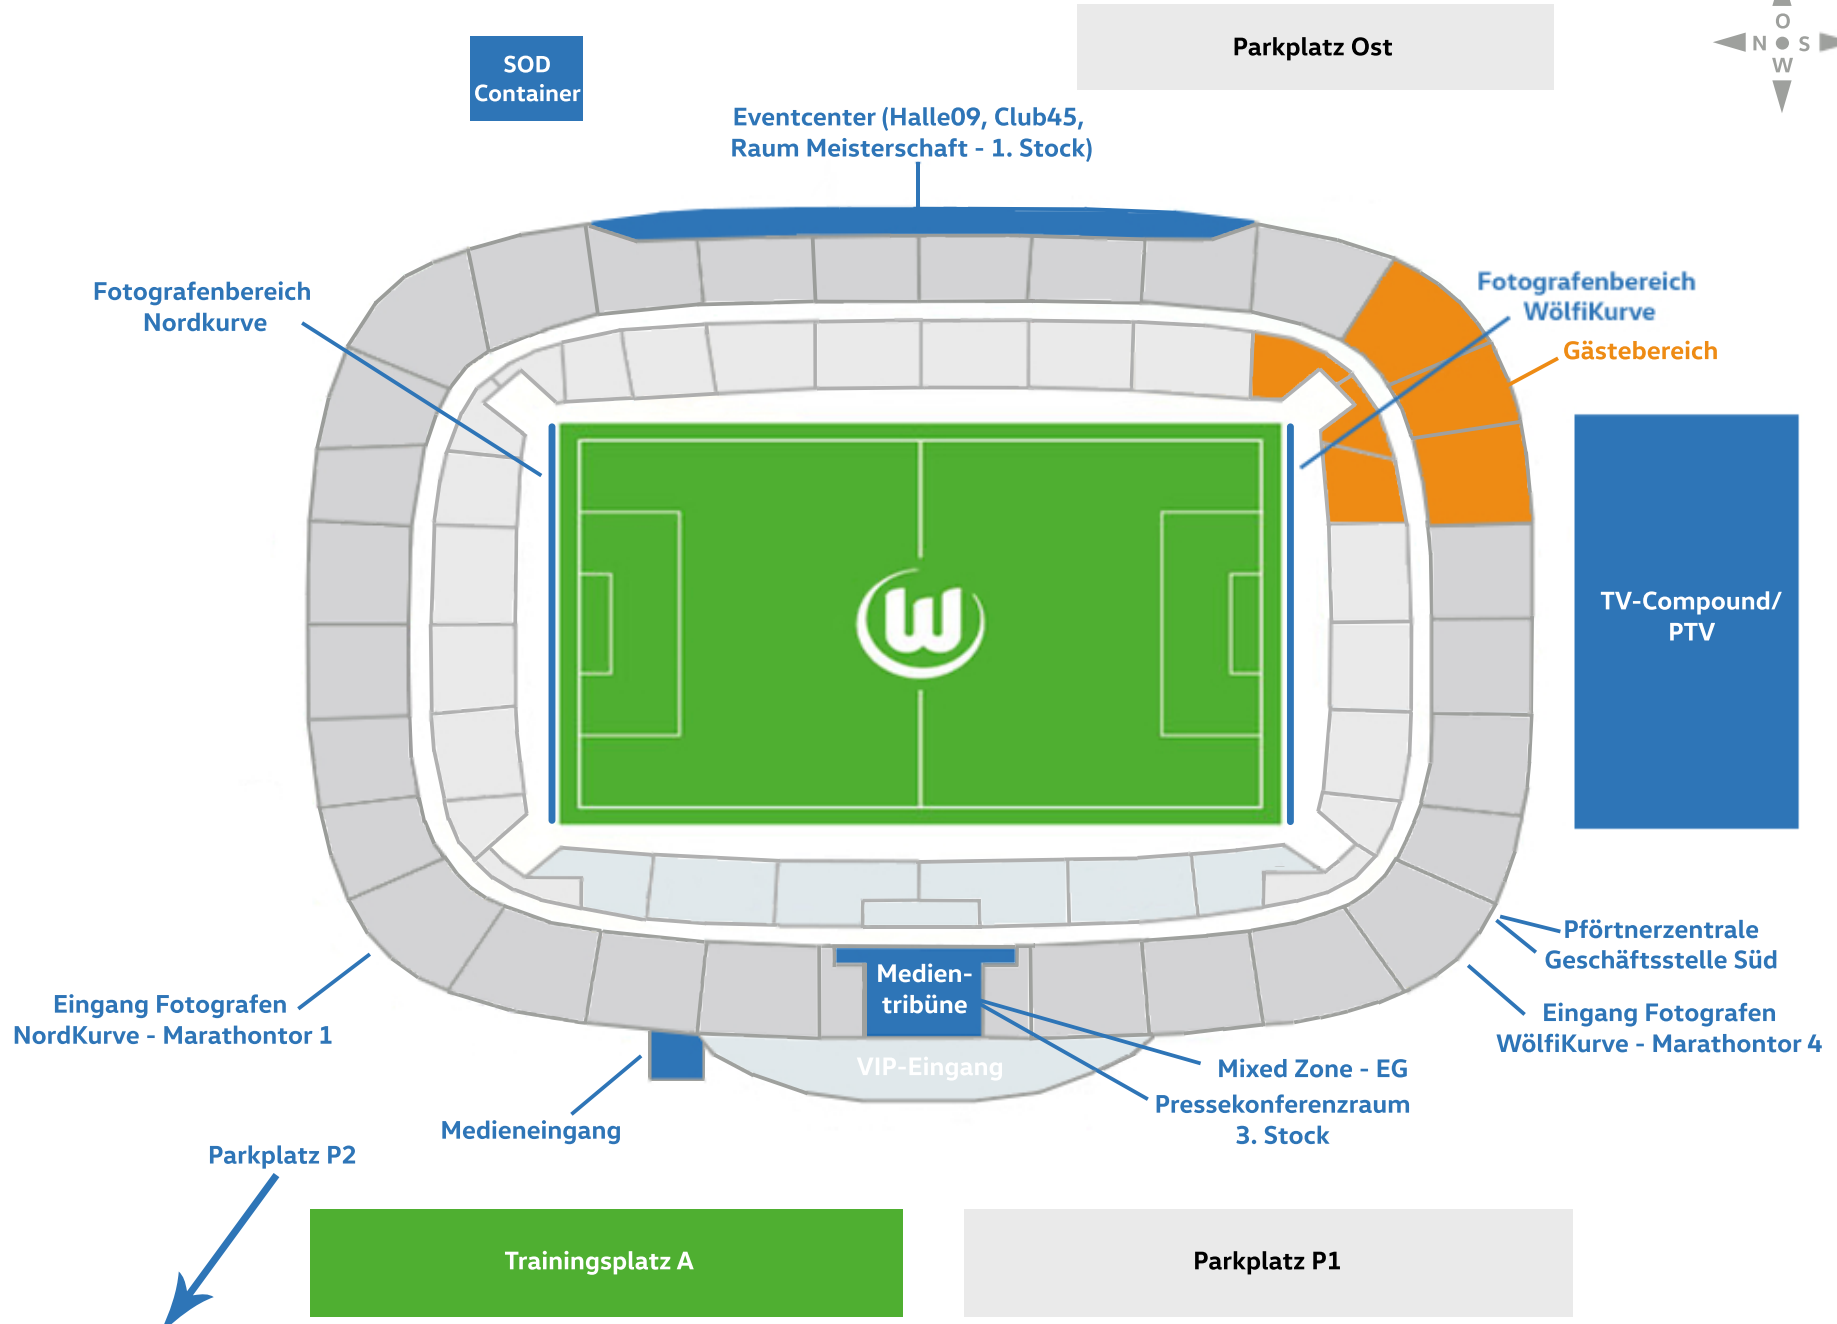 SOD
Container
Parkplatz Ost
O
N S
W
Eventcenter (Halle09, Club45,
Raum Meisterschaft - 1. Stock)
Fotografenbereich
Nordkurve
Fotografenbereich
WölfiKurve
Gästebereich
TV-Compound/
PTV
W
Pförtnerzentrale
Geschäftsstelle Süd
Medien-
tribüne
Eingang Fotografen
NordKurve - Marathontor 1
Eingang Fotografen
WölfiKurve - Marathontor 4
VIP-Eingang
Mixed Zone - EG
Pressekonferenzraum
3. Stock
Medieneingang
Parkplatz P2
Trainingsplatz A
Parkplatz P1